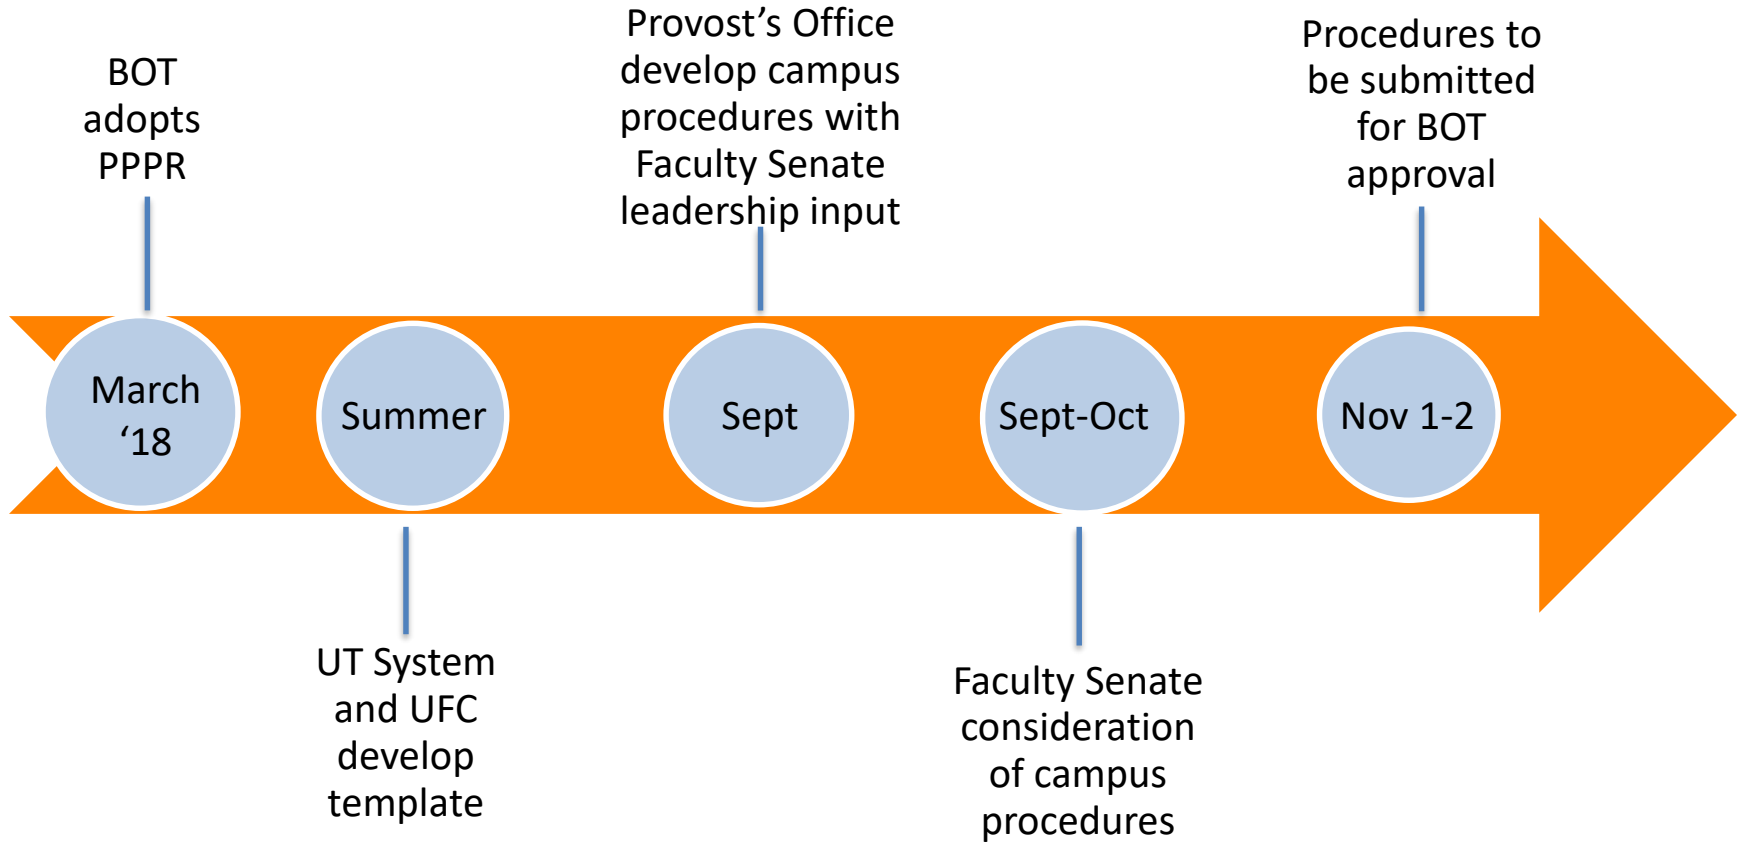 BOT
adopts
PPPR
Provost’s Office
develop campus
procedures with
Faculty Senate
leadership input
Procedures to
be submitted
for BOT
approval
March
‘18
Summer
Sept
Sept-Oct
Nov 1-2
UT System
and UFC
develop
template
Faculty Senate
consideration
of campus
procedures